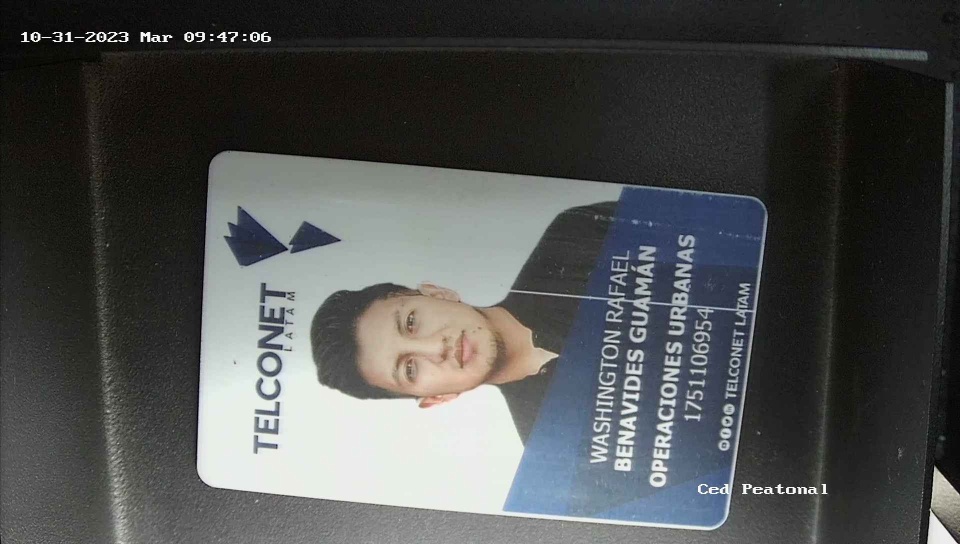 10-31-2023 Mar 09:47:06
TELCONET
LATAM
WASHINGTON RAFAEL
BENAVIDES GUAMÁN
OPERACIONES URBANAS
1751106954
TELCONET LATAM
Ced Peatonal